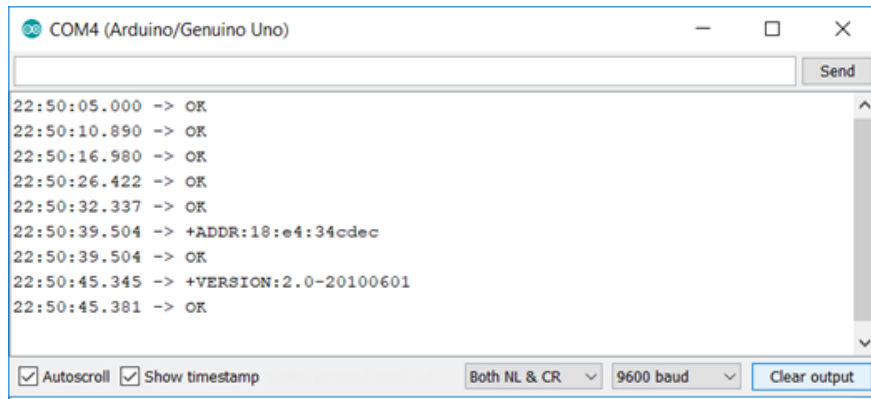 COM4 (Arduino/Genuino Uno)
Send
22:50:05.000 -> OK
22:50:10.890 -> OK
22:50:16.980 -> OK
22:50:26.422 -> OK
22:50:32.337 -> OK
22:50:39.504 -> +ADDR:18:e4:34cdec
22:50:39.504 -> OK
22:50:45.345 -> +VERSION:2.0-20100601
22:50:45.381 -> OK
Autoscroll Show timestamp Both NL & CR 9600 baud Clear output